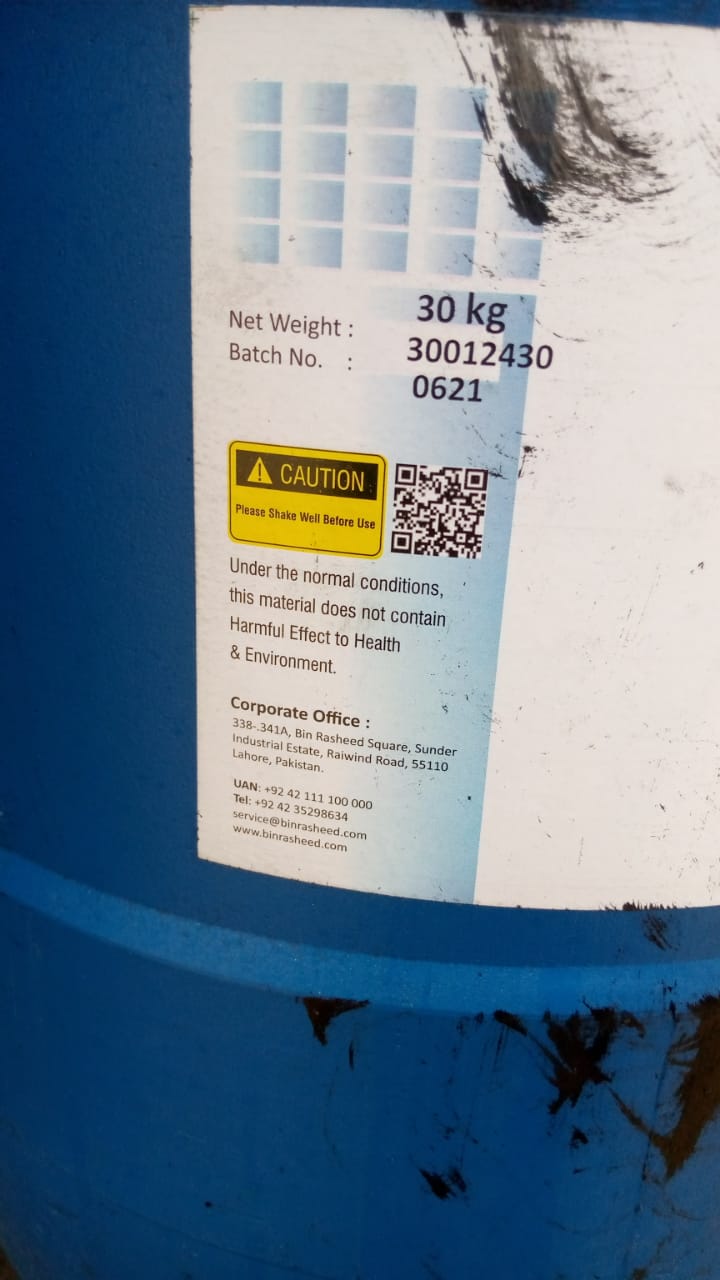 Net Weight : 30 kg
Batch No. : 30012430
0621
CAUTION
Please Shake Well Before Use
Under the normal conditions,
this material does not contain
Harmful Effect to Health
& Environment.
Corporate Office :
338-.341A, Bin Rasheed Square, Sunder
Industrial Estate, Raiwind Road, 55110
Lahore, Pakistan.
UAN: +92 42 111 100 000
Tel: +92 42 35298634
service@binrasheed.com
www.binrasheed.com